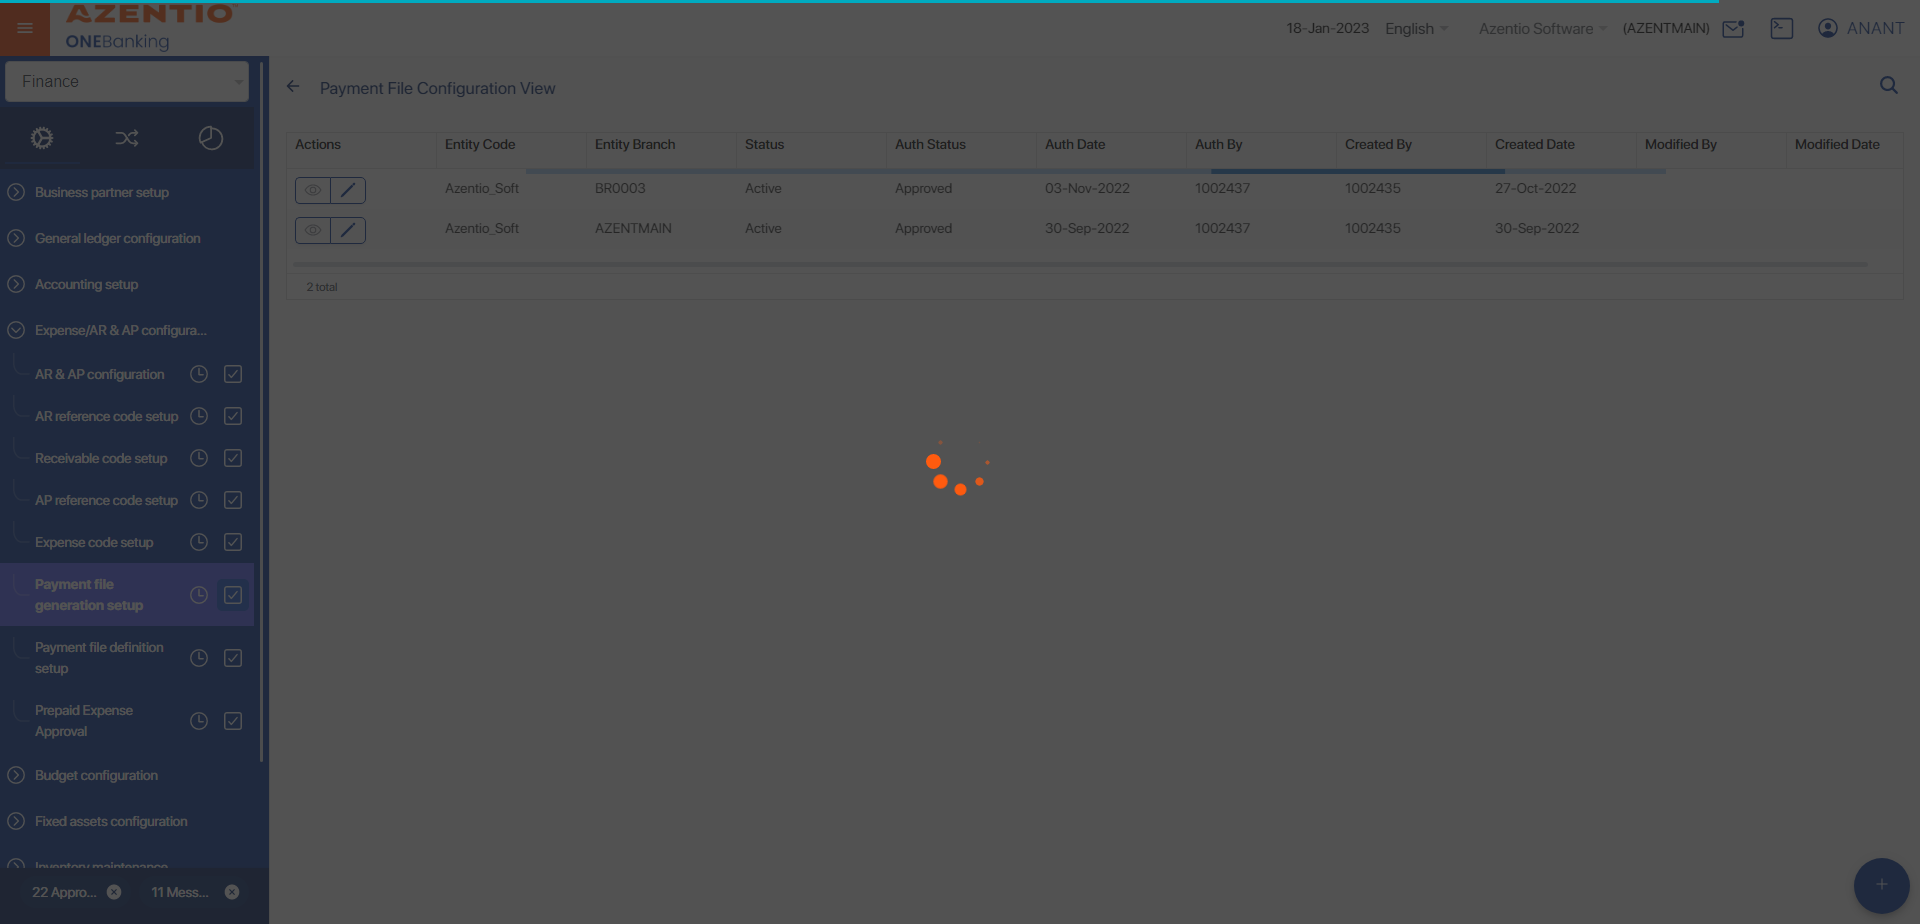 AZENTIO
ONEBanking
18-Jan-2023 English Azentio Software (AZENTMAIN) ANANT
Finance
Business partner setup
General ledger configuration
Accounting setup
Expense/AR & AP configura...
AR & AP configuration
AR reference code setup
Receivable code setup
AP reference code setup
Expense code setup
Payment file
generation setup
Payment file definition
setup
Prepaid Expense
Approval
Budget configuration
Fixed assets configuration
Inventory maintenance
22 Appro... 11 Mess...
Payment File Configuration View
Actions Entity Code Entity Branch Status Auth Status Auth Date Auth By Created By Created Date Modified By Modified Date
Azentio_Soft BR0003 Active Approved 03-Nov-2022 1002437 1002435 27-Oct-2022
Azentio_Soft AZENTMAIN Active Approved 30-Sep-2022 1002437 1002435 30-Sep-2022
2 total